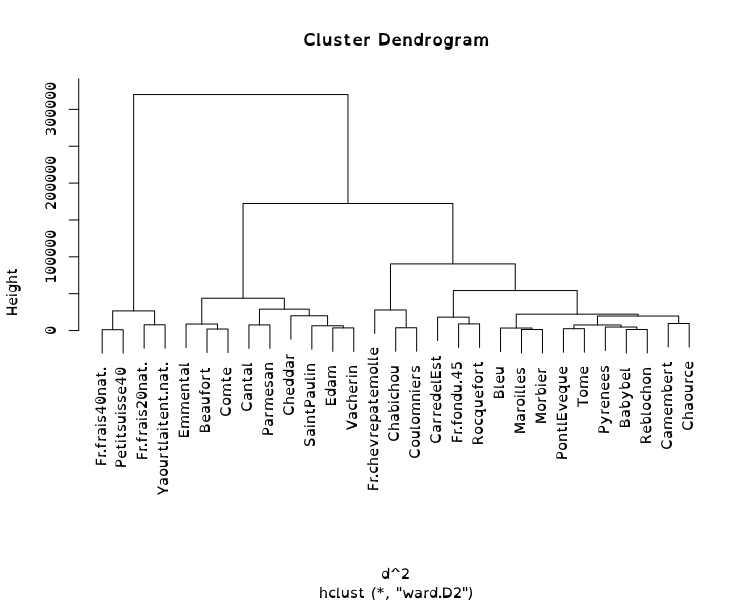 Cluster Dendrogram
Height
300000
200000
100000
0
Fr.frais40nat.
Petitsuisse40
Fr.frais20nat.
Yaourtlaitent.nat.
Emmental
Beaufort
Comte
Cantal
Parmesan
Cheddar
SaintPaulin
Edam
Vacherin
Fr.chevrepatemolle
Chabichou
Coulomniers
CarredelEst
Fr.fondu.45
Rocquefort
Bleu
Maroilles
Morbier
PontlEveque
Tome
Pyrenees
Babybel
Reblochon
Camembert
Chaource
d^2
hclust (*, "ward.D2")